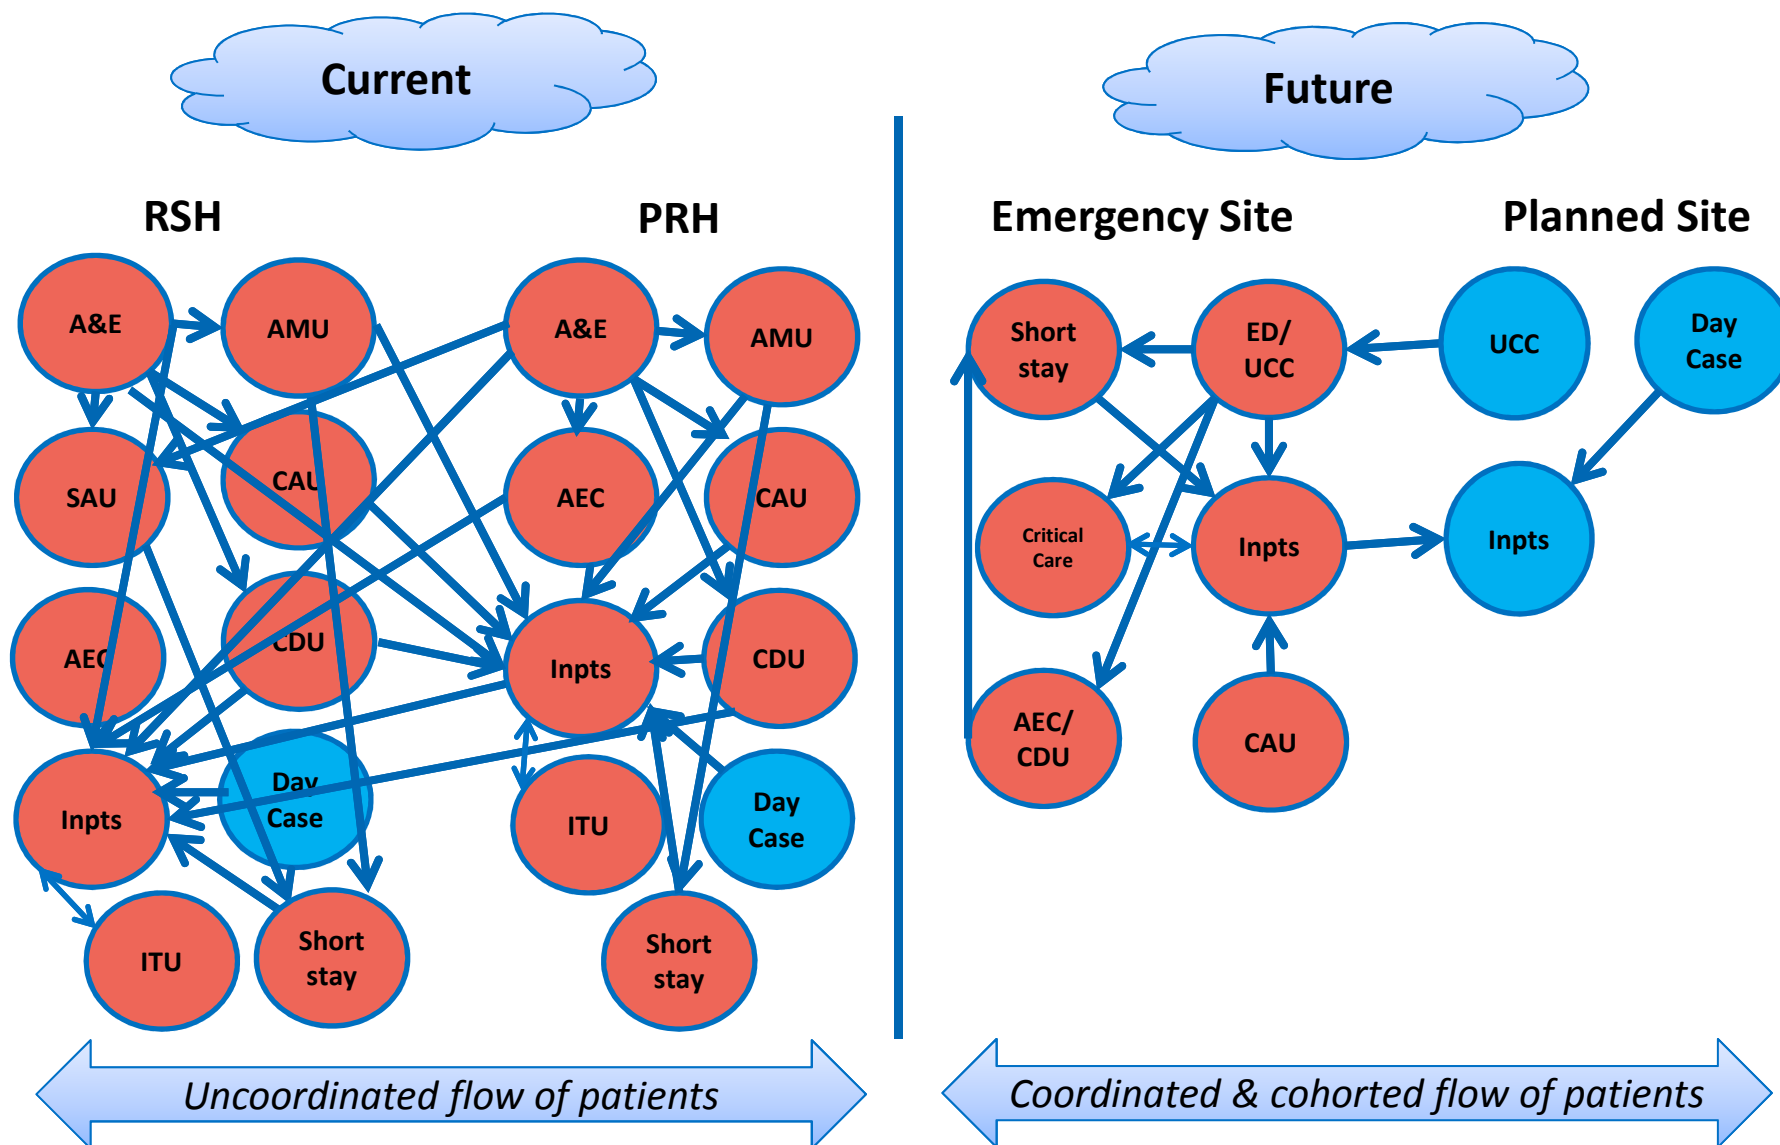 Current
Future
RSH
PRH
Emergency Site
Planned Site
A&E
AMU
A&E
AMU
SAU
CAU
AEC
CAU
AEC
CDU
Inpts
CDU
Inpts
Day
Case
ITU
Day
Case
ITU
Short
stay
Short
stay
Short
stay
ED/
UCC
UCC
Day
Case
Critical
Care
Inpts
Inpts
AEC/
CDU
CAU
Uncoordinated flow of patients
Coordinated & cohorted flow of patients